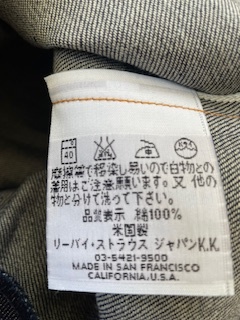 40
摩擦等で移染し易いので白物との
着用はご注意願います。又、他の
物と分けて洗って下さい。
品質表示 綿100%
米国製
リーバイ・ストラウス ジャパンK.K.
03-5421-9500
MADE IN SAN FRANCISCO
CALIFORNIA.U.S.A.